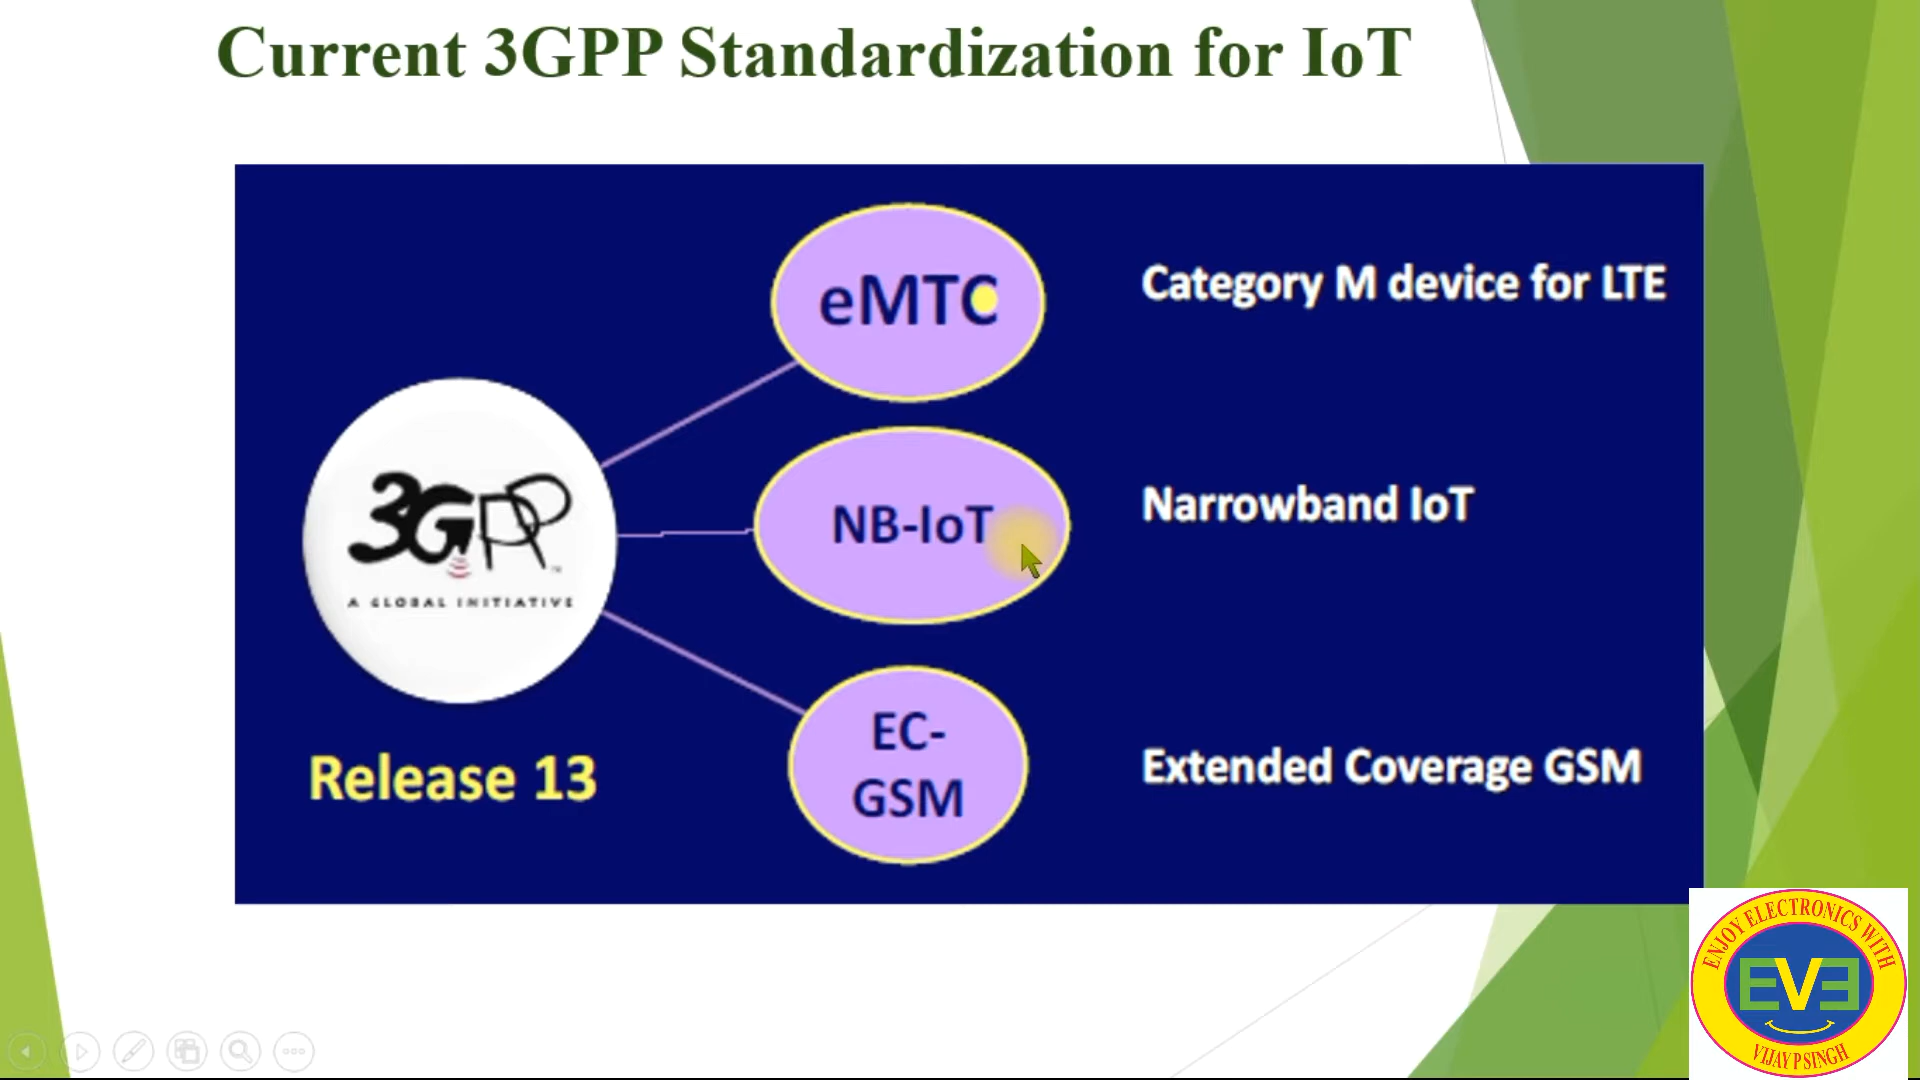 Current 3GPP Standardization for IoT
eMTC
Category M device for LTE
3GPP
A GLOBAL INITIATIVE
NB-IoT
Narrowband IoT
Release 13
EC-
GSM
Extended Coverage GSM
ENJOY ELECTRONICS WITH
EVE
VIJAY P SINGH